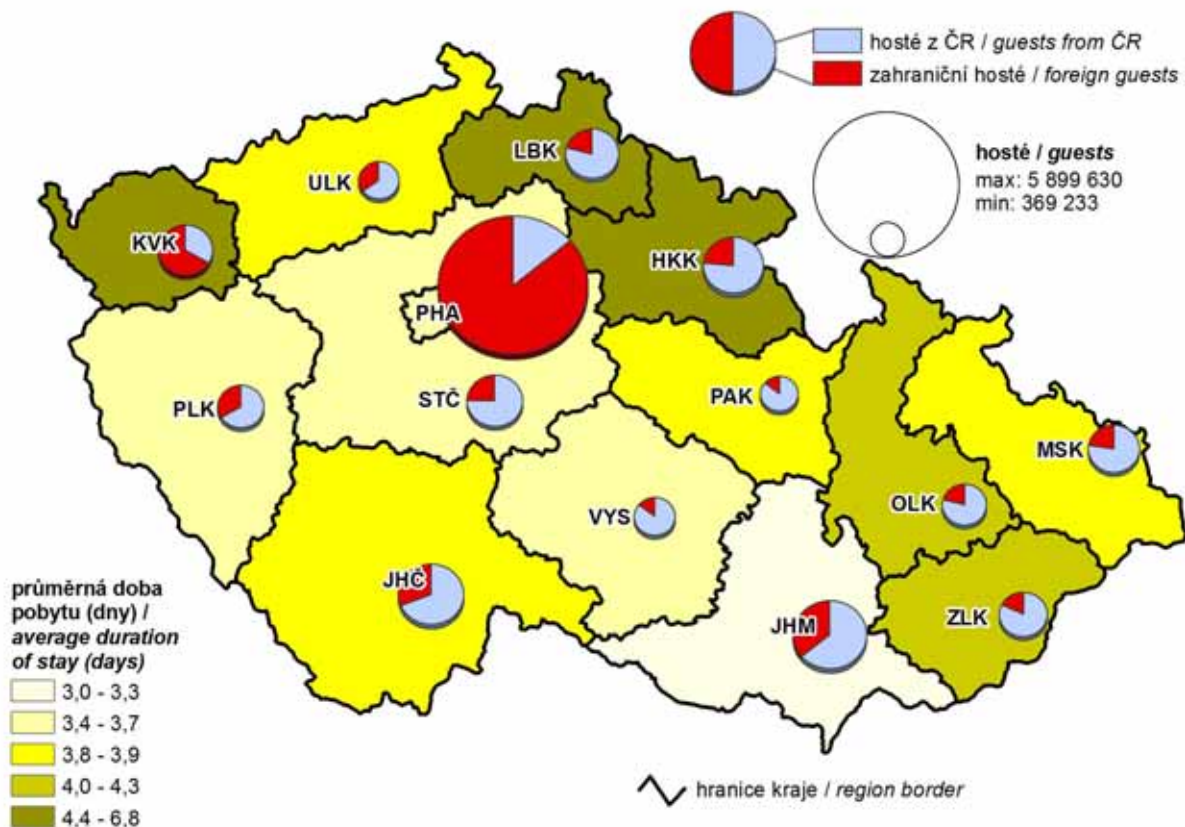 hosté z ČR / guests from ČR
zahraniční hosté / foreign guests
hosté / guests
max: 5 899 630
min: 369 233
LBK
ULK
KVK
HKK
PHA
STČ
PAK
PLK
MSK
OLK
VYS
JHČ
JHM
ZLK
průměrná doba
pobytu (dny) /
average duration
of stay (days)
3,0 - 3,3
3,4 - 3,7
3,8 - 3,9
4,0 - 4,3
4,4 - 6,8
hranice kraje / region border